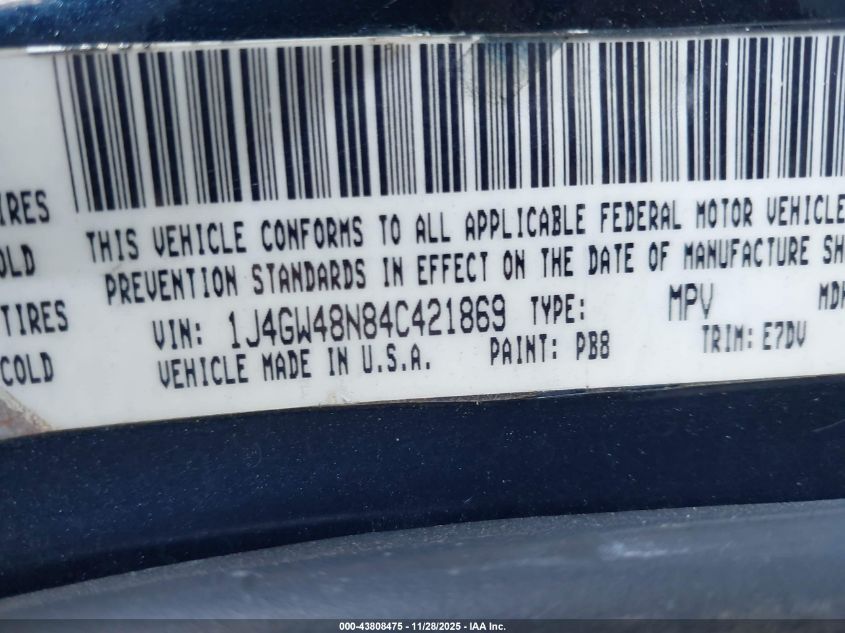 IRES
OLD
TIRES
COLD
THIS VEHICLE CONFORMS TO ALL APPLICABLE FEDERAL MOTOR VEHICLE
PREVENTION STANDARDS IN EFFECT ON THE DATE OF MANUFACTURE SH
VIN: 1J4GW48N84C421869 TYPE: MPV MDH
VEHICLE MADE IN U.S.A. PAINT: PB8 TRIM: E7DV
000-43808475 - 11/28/2025 - IAA Inc.